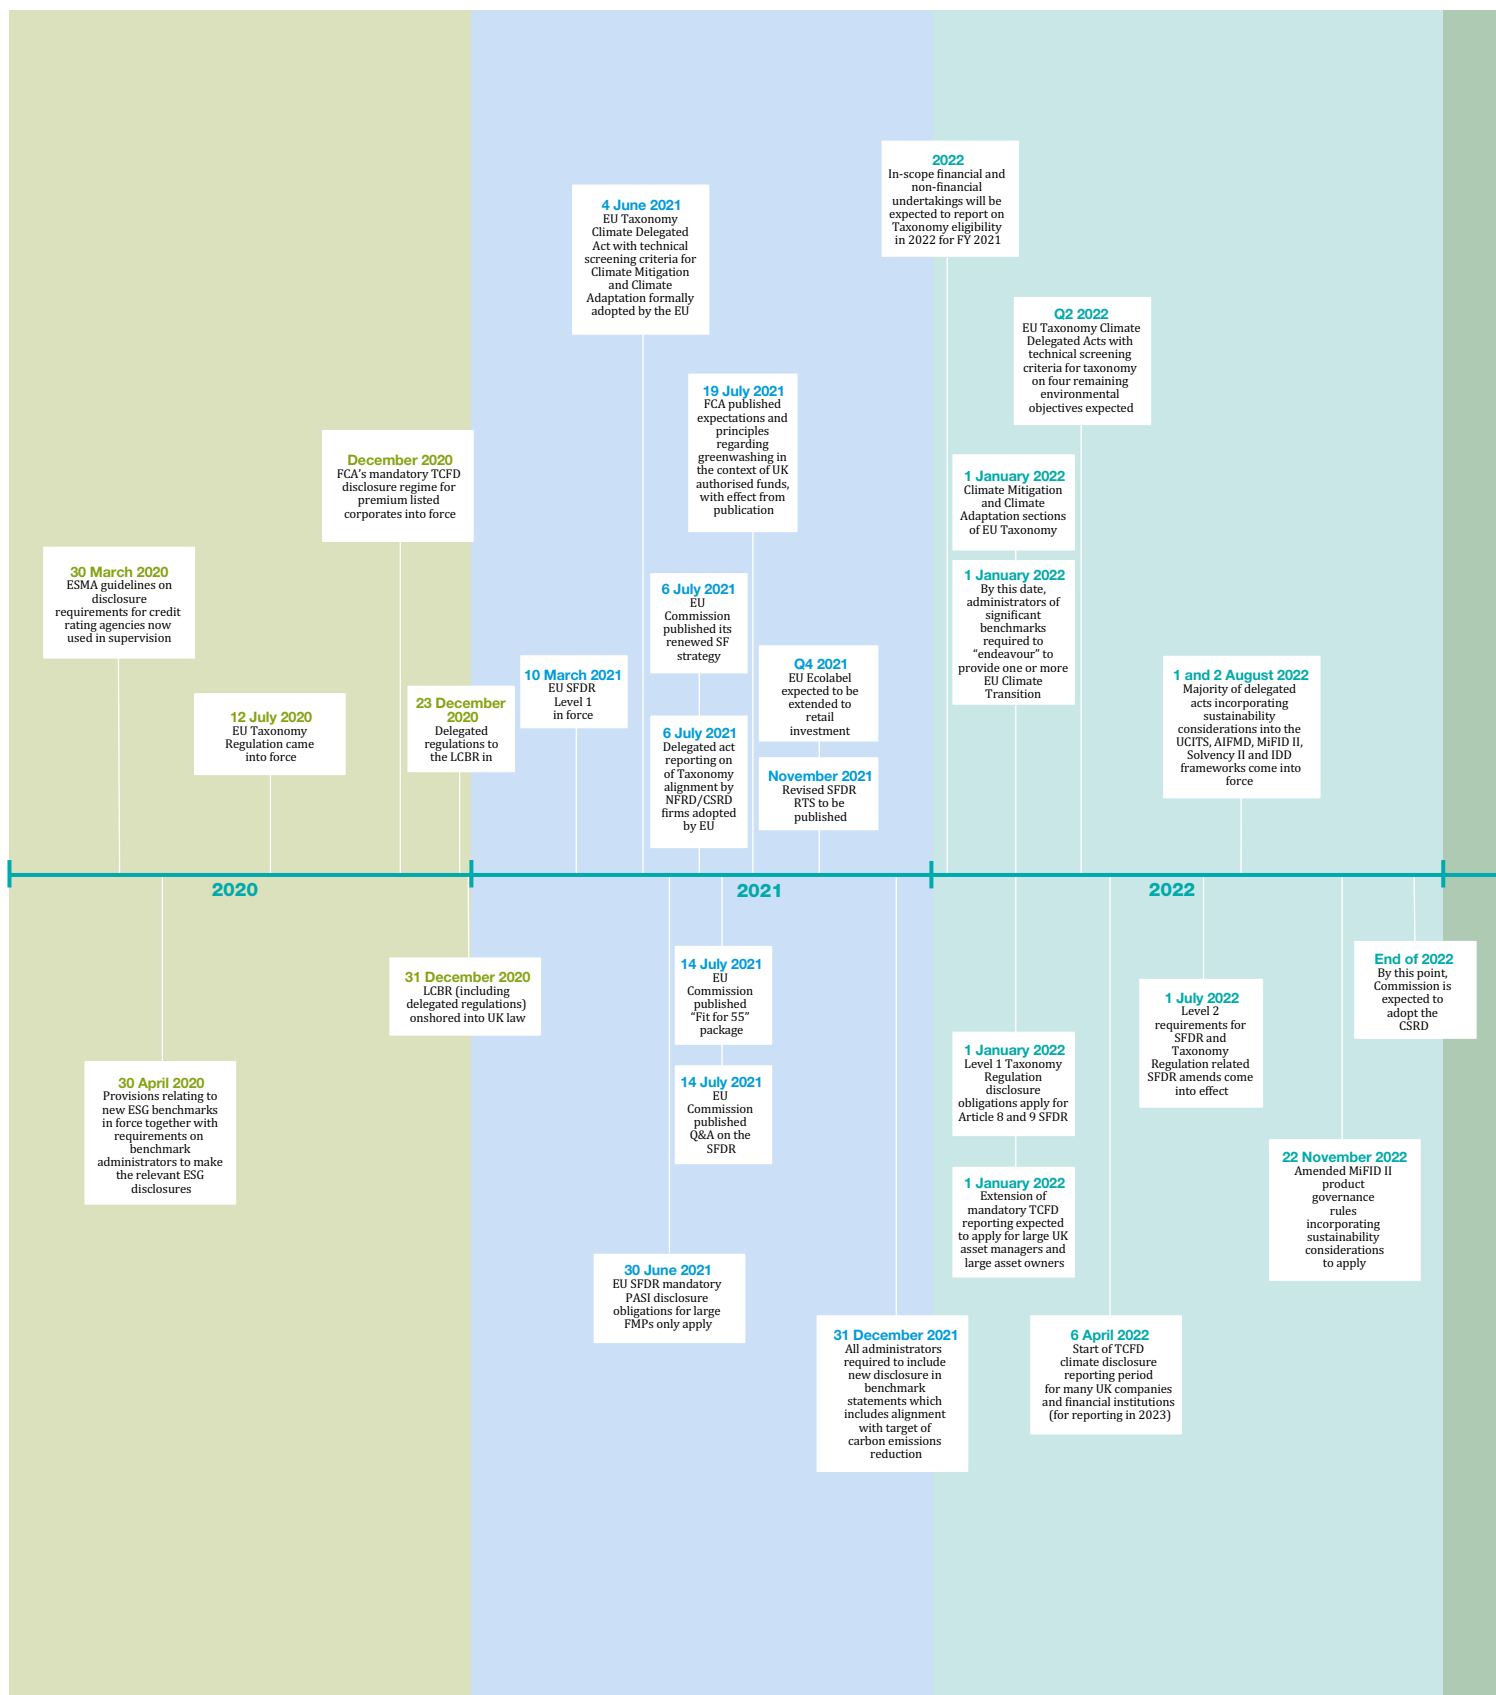 2022
In-scope financial and
non-financial
undertakings will be
expected to report on
Taxonomy eligibility
in 2022 for FY 2021
4 June 2021
EU Taxonomy
Climate Delegated
Act with technical
screening criteria for
Climate Mitigation
and Climate
Adaptation formally
adopted by the EU
Q2 2022
EU Taxonomy Climate
Delegated Acts with
technical screening
criteria for taxonomy
on four remaining
environmental
objectives expected
19 July 2021
FCA published
expectations and
principles
regarding
greenwashing in
the context of UK
authorised funds,
with effect from
publication
December 2020
FCA's mandatory TCFD
disclosure regime for
premium listed
corporates into force
1 January 2022
Climate Mitigation
and Climate
Adaptation sections
of EU Taxonomy
30 March 2020
ESMA guidelines on
disclosure
requirements for credit
rating agencies now
used in supervision
6 July 2021
EU
Commission
published its
renewed SF
strategy
1 January 2022
By this date,
administrators of
significant
benchmarks
required to
“endeavour” to
provide one or more
EU Climate
Transition
10 March 2021
EU SFDR
Level 1
in force
Q4 2021
EU Ecolabel
expected to be
extended to
retail
investment
1 and 2 August 2022
Majority of delegated
acts incorporating
sustainability
considerations into the
UCITS, AIFMD, MiFID II,
Solvency II and IDD
frameworks come into
force
12 July 2020
EU Taxonomy
Regulation came
into force
23 December
2020
Delegated
regulations to
the LCBR in
6 July 2021
Delegated act
reporting on
of Taxonomy
alignment by
NFRD/CSRD
firms adopted
by EU
November 2021
Revised SFDR
RTS to be
published
2020
2021
2022
31 December 2020
LCBR (including
delegated regulations)
onshored into UK law
14 July 2021
EU
Commission
published
“Fit for 55”
package
End of 2022
By this point,
Commission is
expected to
adopt the
CSRD
1 July 2022
Level 2
requirements for
SFDR and
Taxonomy
Regulation related
SFDR amends come
into effect
1 January 2022
Level 1 Taxonomy
Regulation
disclosure
obligations apply for
Article 8 and 9 SFDR
30 April 2020
Provisions relating to
new ESG benchmarks
in force together with
requirements on
benchmark
administrators to make
the relevant ESG
disclosures
14 July 2021
EU
Commission
published
Q&A on the
SFDR
22 November 2022
Amended MiFID II
product
governance
rules
incorporating
sustainability
considerations
to apply
1 January 2022
Extension of
mandatory TCFD
reporting expected
to apply for large UK
asset managers and
large asset owners
30 June 2021
EU SFDR mandatory
PASI disclosure
obligations for large
FMPs only apply
31 December 2021
All administrators
required to include
new disclosure in
benchmark
statements which
includes alignment
with target of
carbon emissions
reduction
6 April 2022
Start of TCFD
climate disclosure
reporting period
for many UK companies
and financial institutions
(for reporting in 2023)